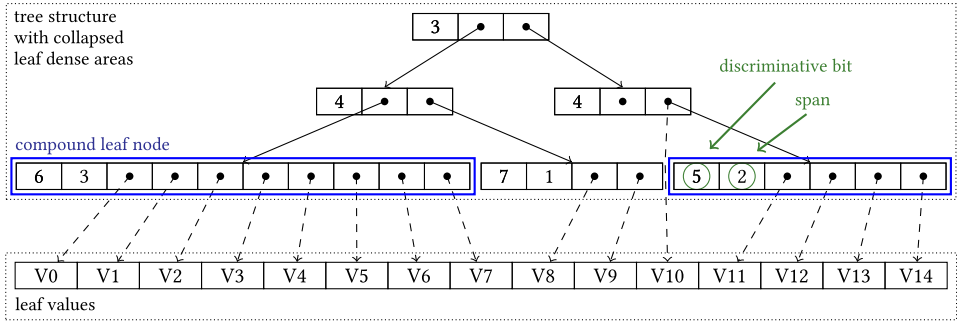 tree structure
with collapsed
leaf dense areas
3
discriminative bit
span
4
4
compound leaf node
6 3
7 1
5 2
V0 V1 V2 V3 V4 V5 V6 V7 V8 V9 V10 V11 V12 V13 V14
leaf values